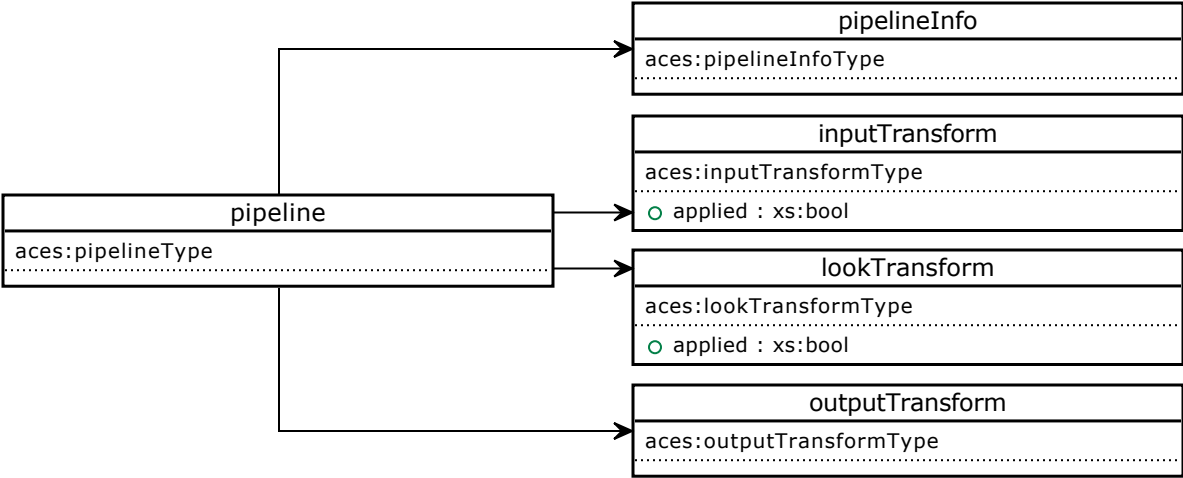 pipelineInfo
aces:pipelineInfoType
inputTransform
aces:inputTransformType
applied : xs:bool
pipeline
aces:pipelineType
lookTransform
aces:lookTransformType
applied : xs:bool
outputTransform
aces:outputTransformType